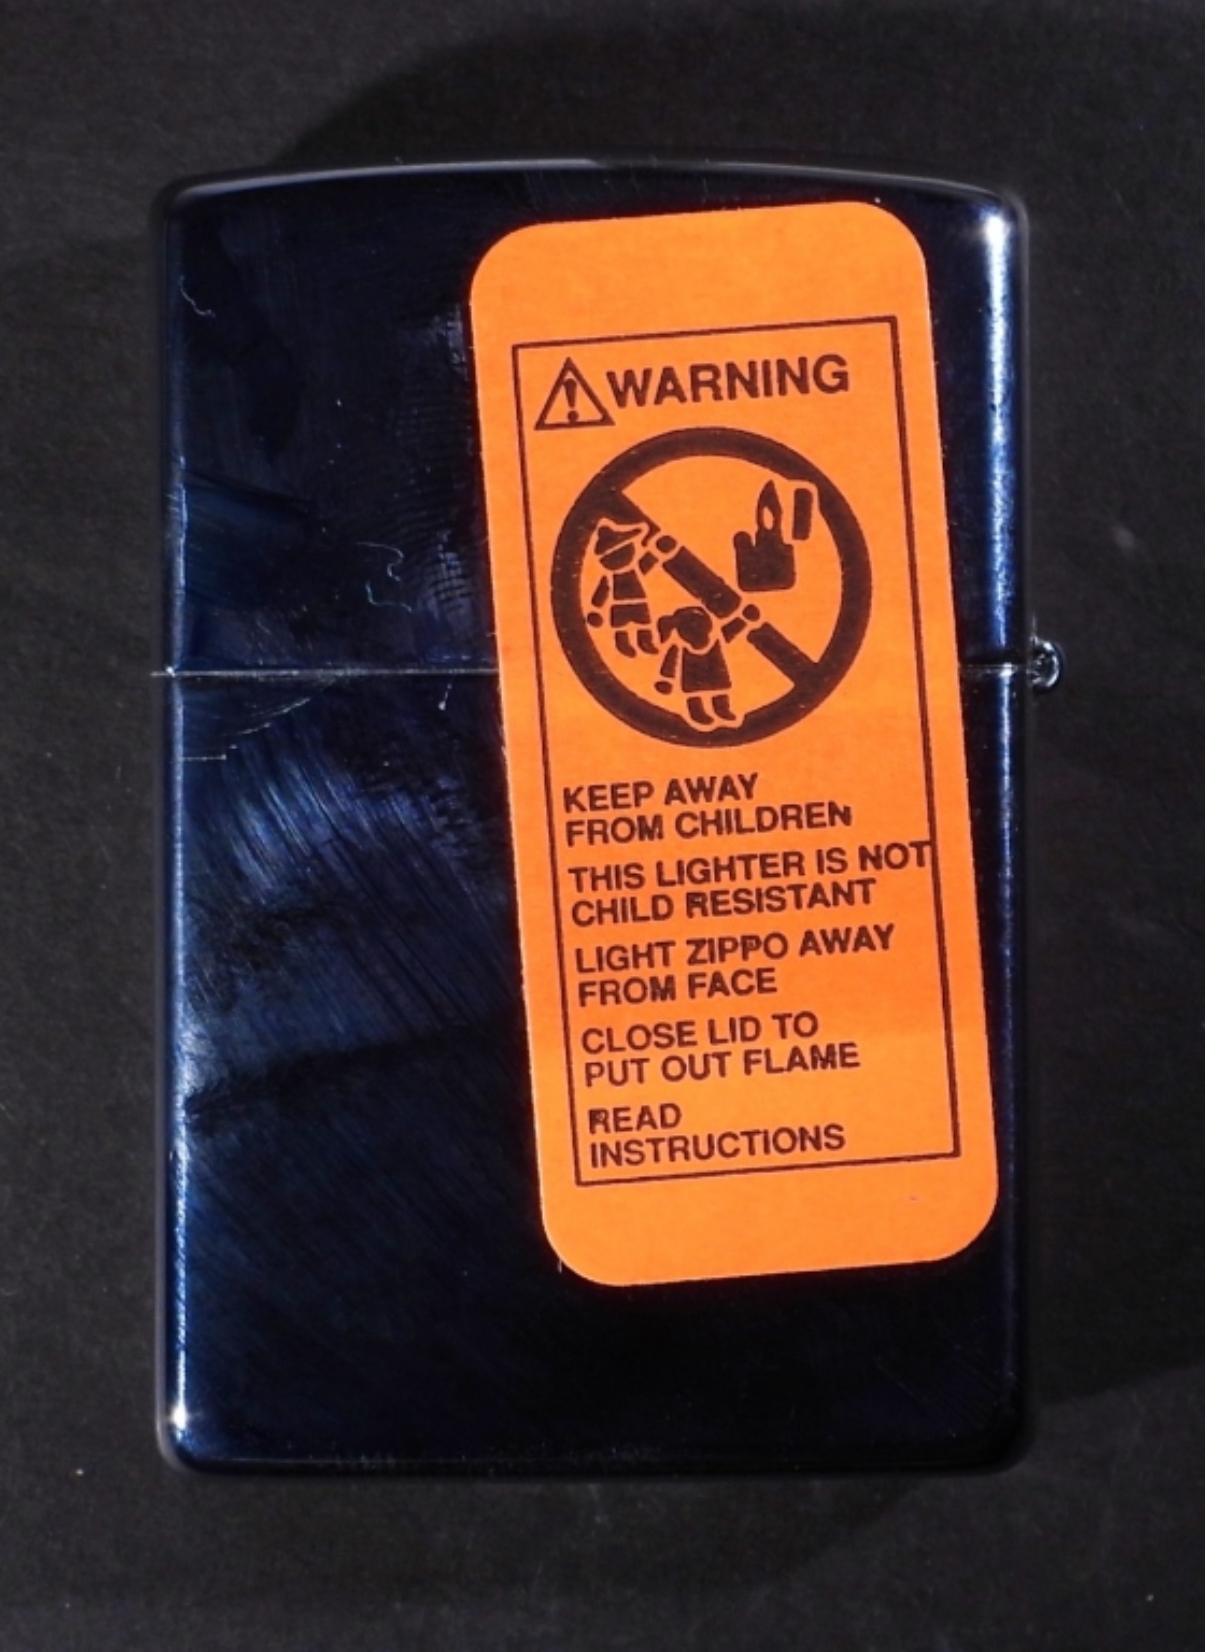 WARNING
KEEP AWAY
FROM CHILDREN
THIS LIGHTER IS NOT
CHILD RESISTANT
LIGHT ZIPPO AWAY
FROM FACE
CLOSE LID TO
PUT OUT FLAME
READ
INSTRUCTIONS